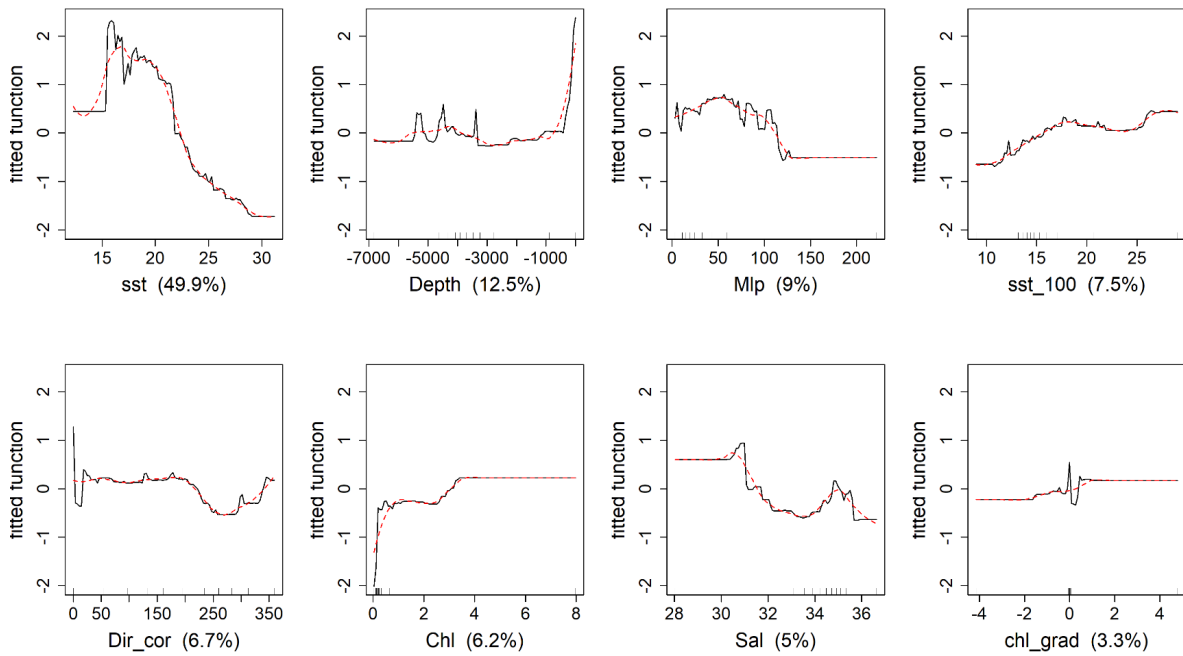 fitted function
2
1
0
-1
-2
15 20 25 30
sst (49.9%)
fitted function
2
1
0
-1
-2
-7000 -5000 -3000 -1000
Depth (12.5%)
fitted function
2
1
0
-1
-2
0 50 100 150 200
Mlp (9%)
fitted function
2
1
0
-1
-2
10 15 20 25
sst_100 (7.5%)
fitted function
2
1
0
-1
-2
0 50 150 250 350
Dir_cor (6.7%)
fitted function
2
1
0
-1
-2
0 2 4 6 8
Chl (6.2%)
fitted function
2
1
0
-1
-2
28 30 32 34 36
Sal (5%)
fitted function
2
1
0
-1
-2
-4 -2 0 2 4
chl_grad (3.3%)